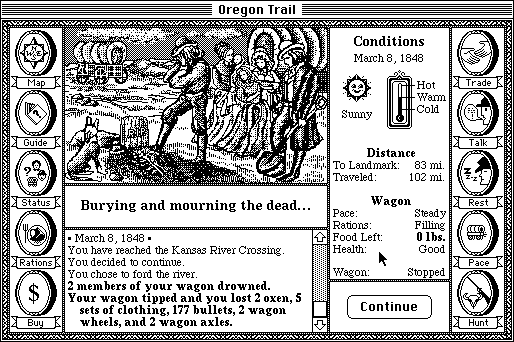 Oregon Trail
Map
Guide
Status
Rations
$
Buy
Burying and mourning the dead...
• March 8, 1848 •
You have reached the Kansas River Crossing.
You decided to continue.
You chose to ford the river.
2 members of your wagon drowned.
Your wagon tipped and you lost 2 oxen, 5
sets of clothing, 177 bullets, 2 wagon
wheels, and 2 wagon axles.
Conditions
March 8, 1848
Sunny
Hot
Warm
Cold
Distance
To Landmark: 83 mi.
Traveled: 102 mi.
Wagon
Pace: Steady
Rations: Filling
Food Left: 0 lbs.
Health: Good
Wagon: Stopped
Continue
Trade
Talk
Rest
Pace
Hunt